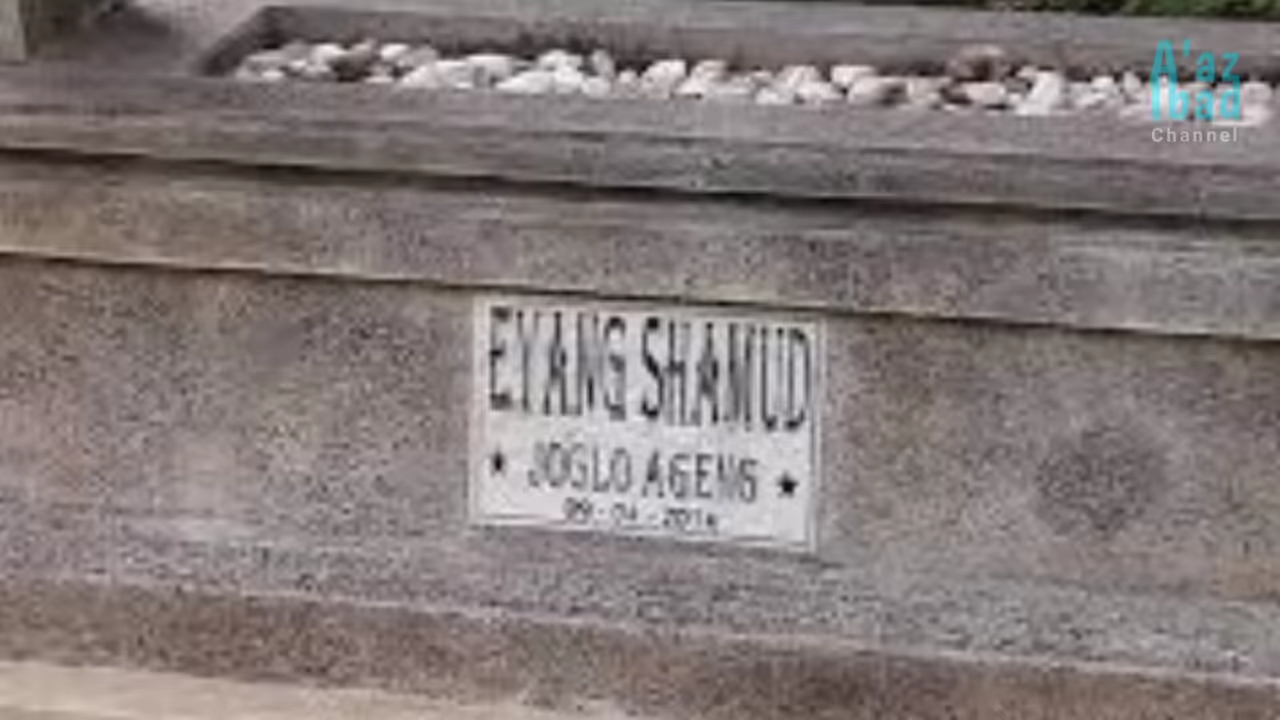 A'az
Ibad
Channel
EYANG SHAMUD
★ JOGLO AGENG ★